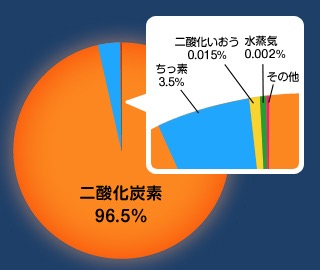 二酸化いおう
0.015%
水蒸気
0.002%
ちっ素
3.5%
その他
二酸化炭素
96.5%